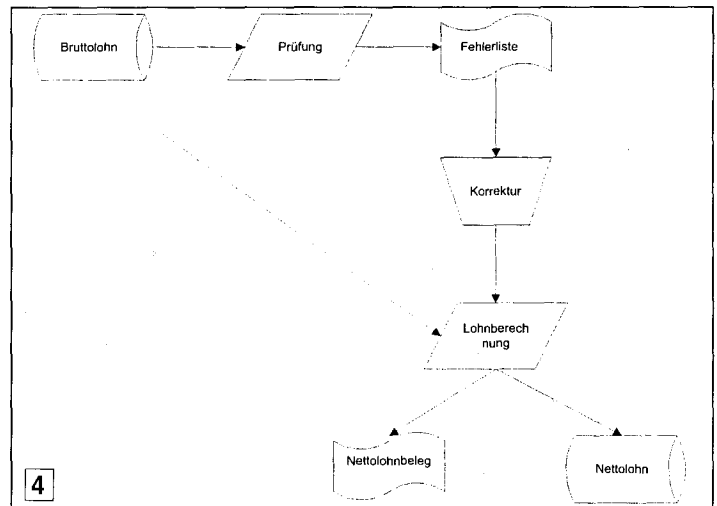 Bruttolohn
Prüfung
Fehlerliste
Korrektur
Lohnberech
nung
Nettolohnbeleg
Nettolohn
4